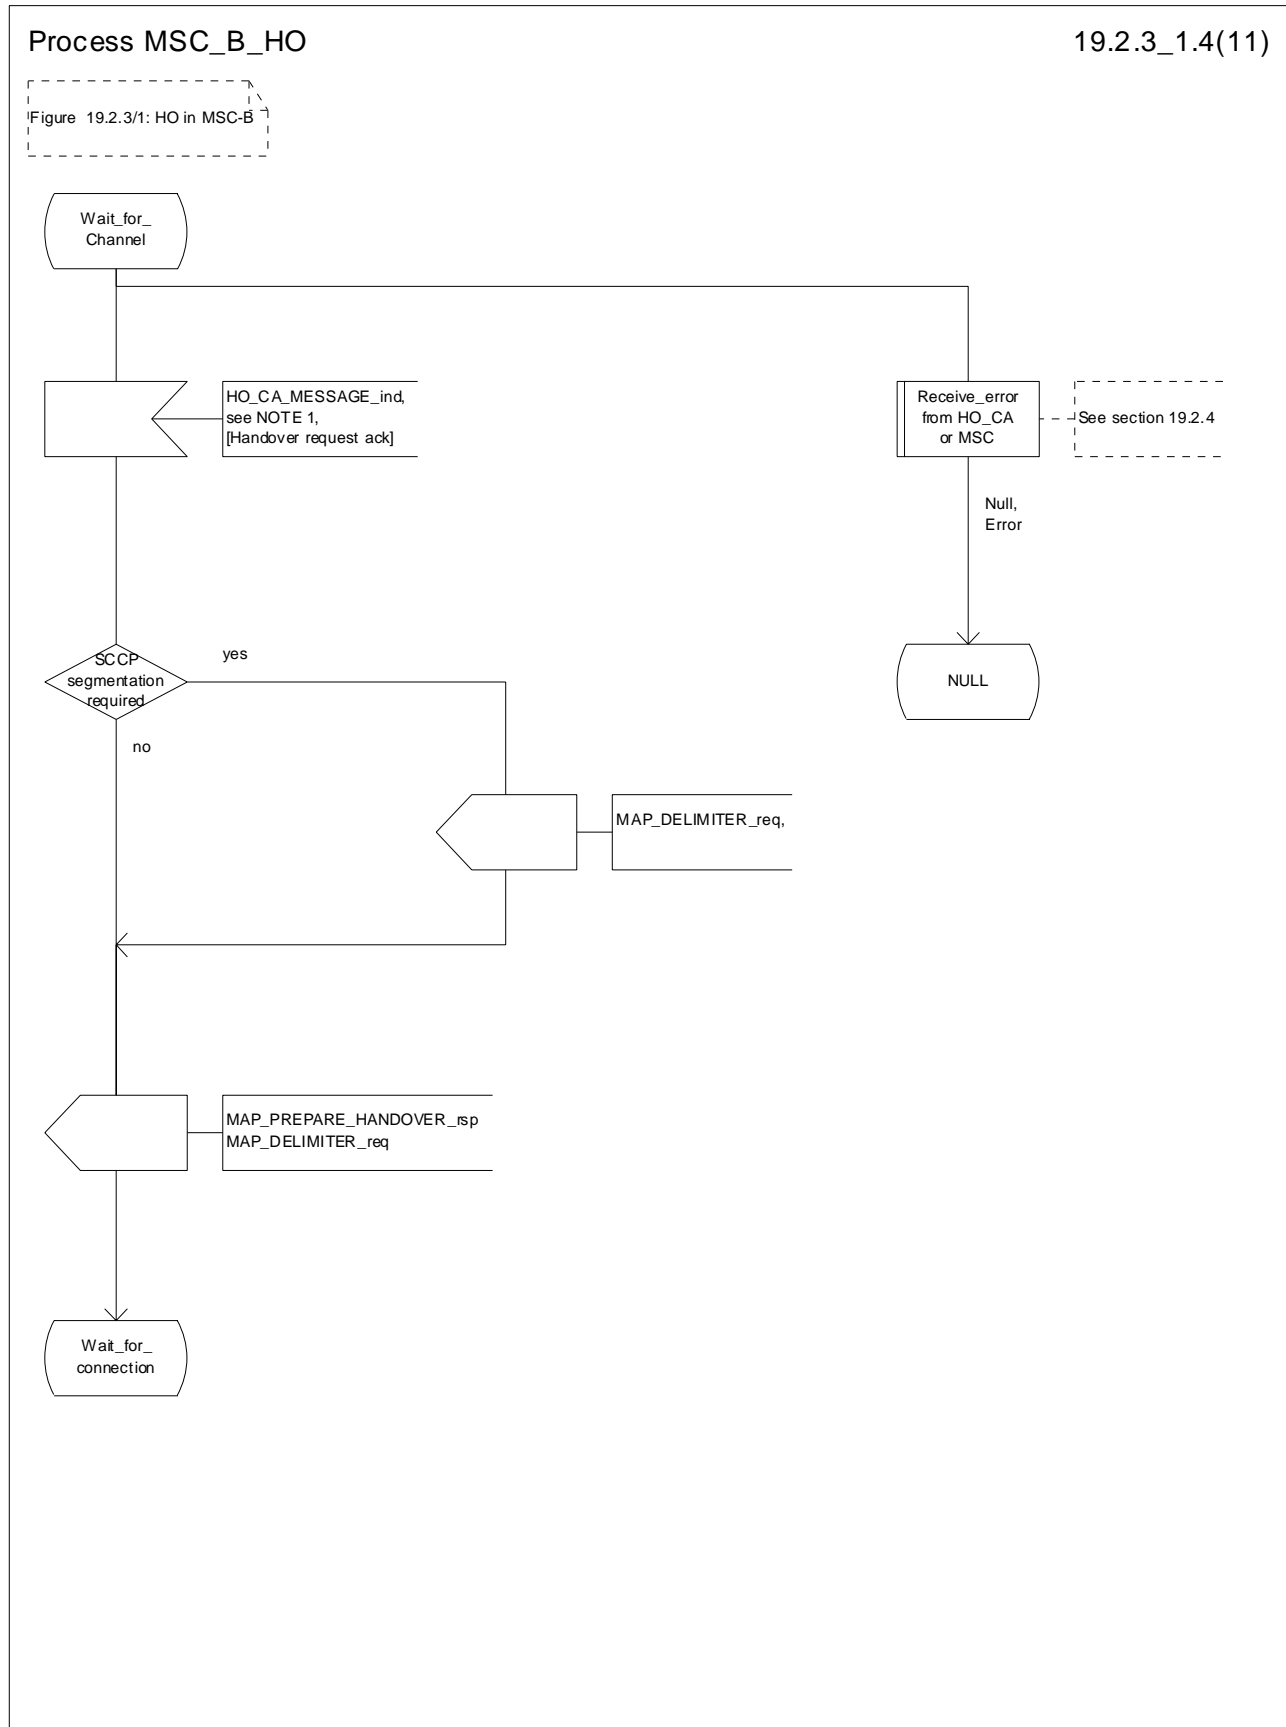 Process MSC_B_HO
19.2.3_1.4(11)
Figure 19.2.3/1: HO in MSC-B
Wait_for_
Channel
HO_CA_MESSAGE_ind,
see NOTE 1,
[Handover request ack]
Receive_error
from HO_CA
or MSC
See section 19.2.4
Null,
Error
NULL
SCCP
segmentation
required
yes
no
MAP_DELIMITER_req,
MAP_PREPARE_HANDOVER_rsp
MAP_DELIMITER_req
Wait_for_
connection